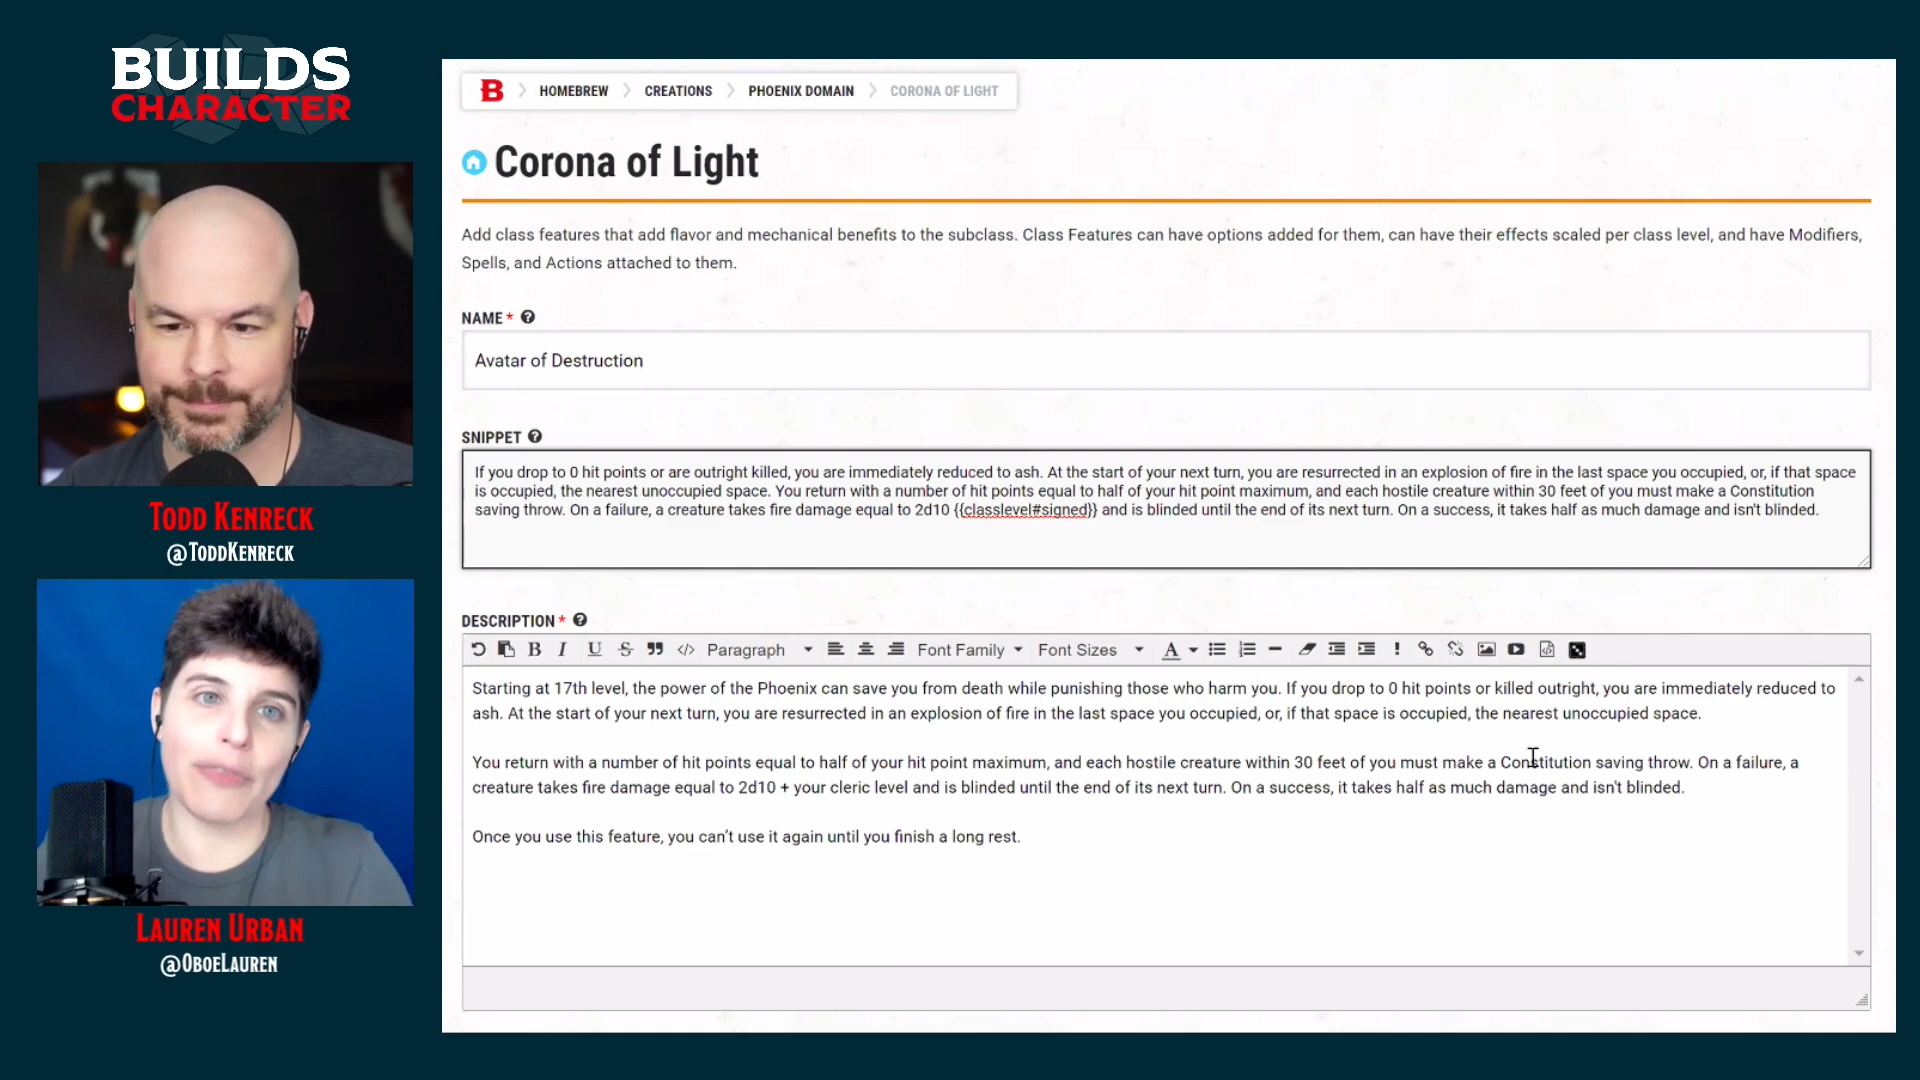 BUILDS
CHARACTER
TODD KENRECK
@TODDKENRECK
LAUREN URBAN
@OBOELAUREN
B HOMEBREW CREATIONS PHOENIX DOMAIN CORONA OF LIGHT
Corona of Light
Add class features that add flavor and mechanical benefits to the subclass. Class Features can have options added for them, can have their effects scaled per class level, and have Modifiers,
Spells, and Actions attached to them.
NAME *
Avatar of Destruction
SNIPPET
If you drop to 0 hit points or are outright killed, you are immediately reduced to ash. At the start of your next turn, you are resurrected in an explosion of fire in the last space you occupied, or, if that space
is occupied, the nearest unoccupied space. You return with a number of hit points equal to half of your hit point maximum, and each hostile creature within 30 feet of you must make a Constitution
saving throw. On a failure, a creature takes fire damage equal to 2d10 {{classlevel#signed}} and is blinded until the end of its next turn. On a success, it takes half as much damage and isn't blinded.
DESCRIPTION *
B I U S Paragraph Font Family Font Sizes A
Starting at 17th level, the power of the Phoenix can save you from death while punishing those who harm you. If you drop to 0 hit points or killed outright, you are immediately reduced to
ash. At the start of your next turn, you are resurrected in an explosion of fire in the last space you occupied, or, if that space is occupied, the nearest unoccupied space.
You return with a number of hit points equal to half of your hit point maximum, and each hostile creature within 30 feet of you must make a Constitution saving throw. On a failure, a
creature takes fire damage equal to 2d10 + your cleric level and is blinded until the end of its next turn. On a success, it takes half as much damage and isn't blinded.
Once you use this feature, you can't use it again until you finish a long rest.